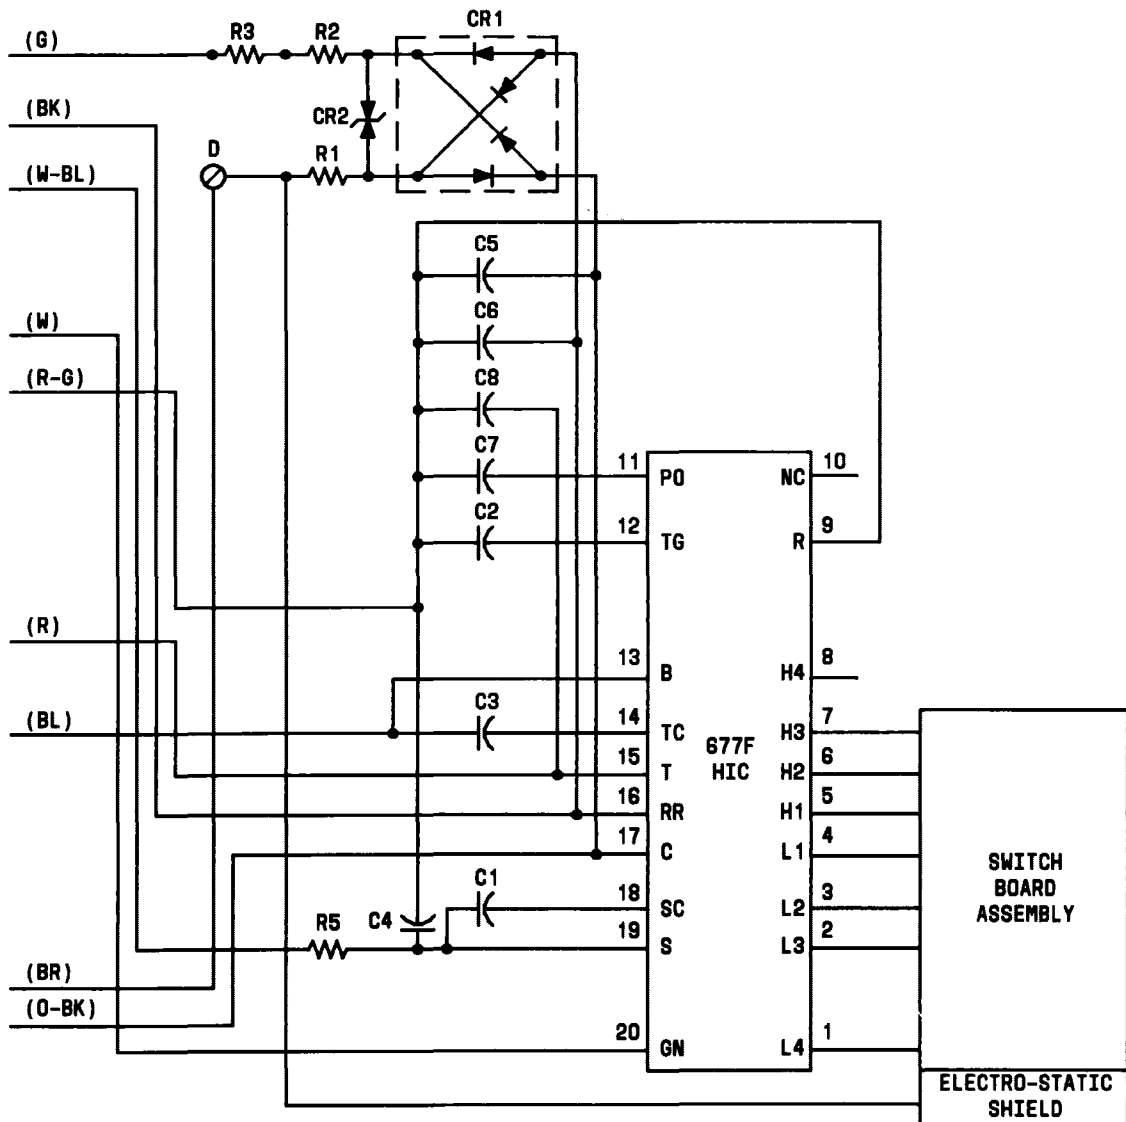 CR1
(G)
R3
R2
(BK)
CR2
D
R1
(W-BL)
C5
(W)
C6
(R-G)
C8
C7
11
PO
NC
10
C2
12
TG
R
9
(R)
13
B
H4
8
(BL)
C3
14
TC
H3
7
677F
HIC
15
T
H2
6
16
RR
H1
5
17
C
L1
4
SWITCH
BOARD
ASSEMBLY
C1
18
SC
L2
3
R5
C4
19
S
L3
2
(BR)
(O-BK)
20
GN
L4
1
ELECTRO-STATIC
SHIELD